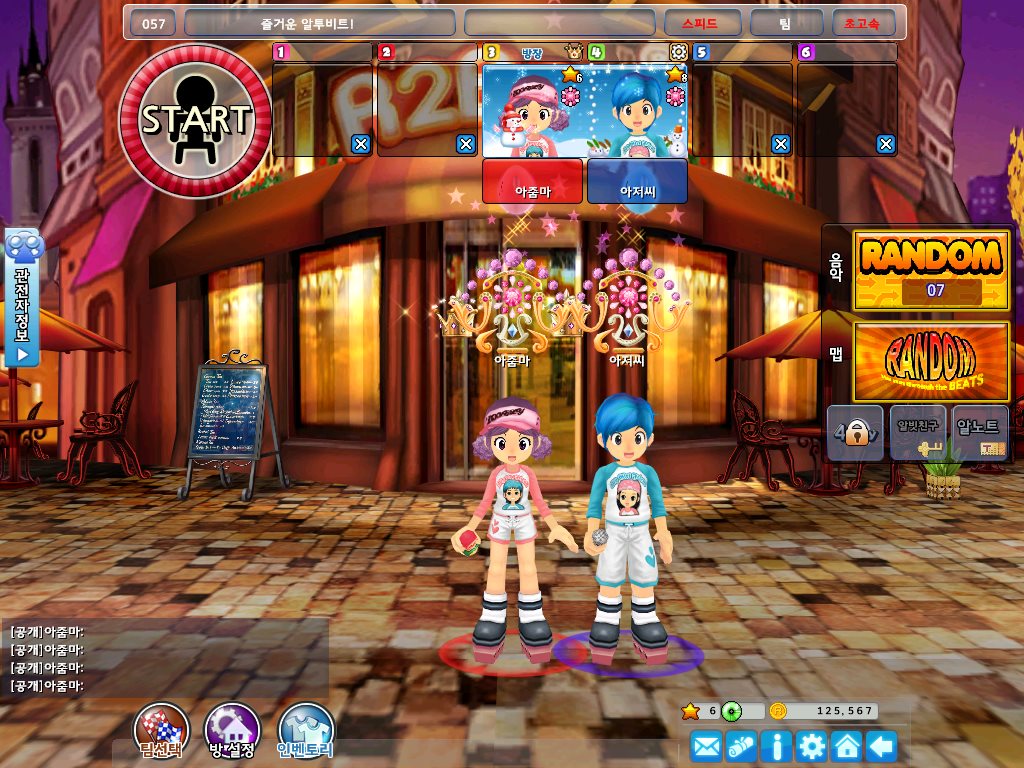 057
즐거운 알투비트!
스피드
팀
초고속
1
2
3
방장
4
5
6
START
6
8
아줌마
아저씨
관전자정보
음악
RANDOM
07
맵
RANDOM
알빗친구
알노트
아줌마
아저씨
[공개]아줌마:
[공개]아줌마:
[공개]아줌마:
[공개]아줌마:
팀선택
방 설정
인벤토리
6
125,567